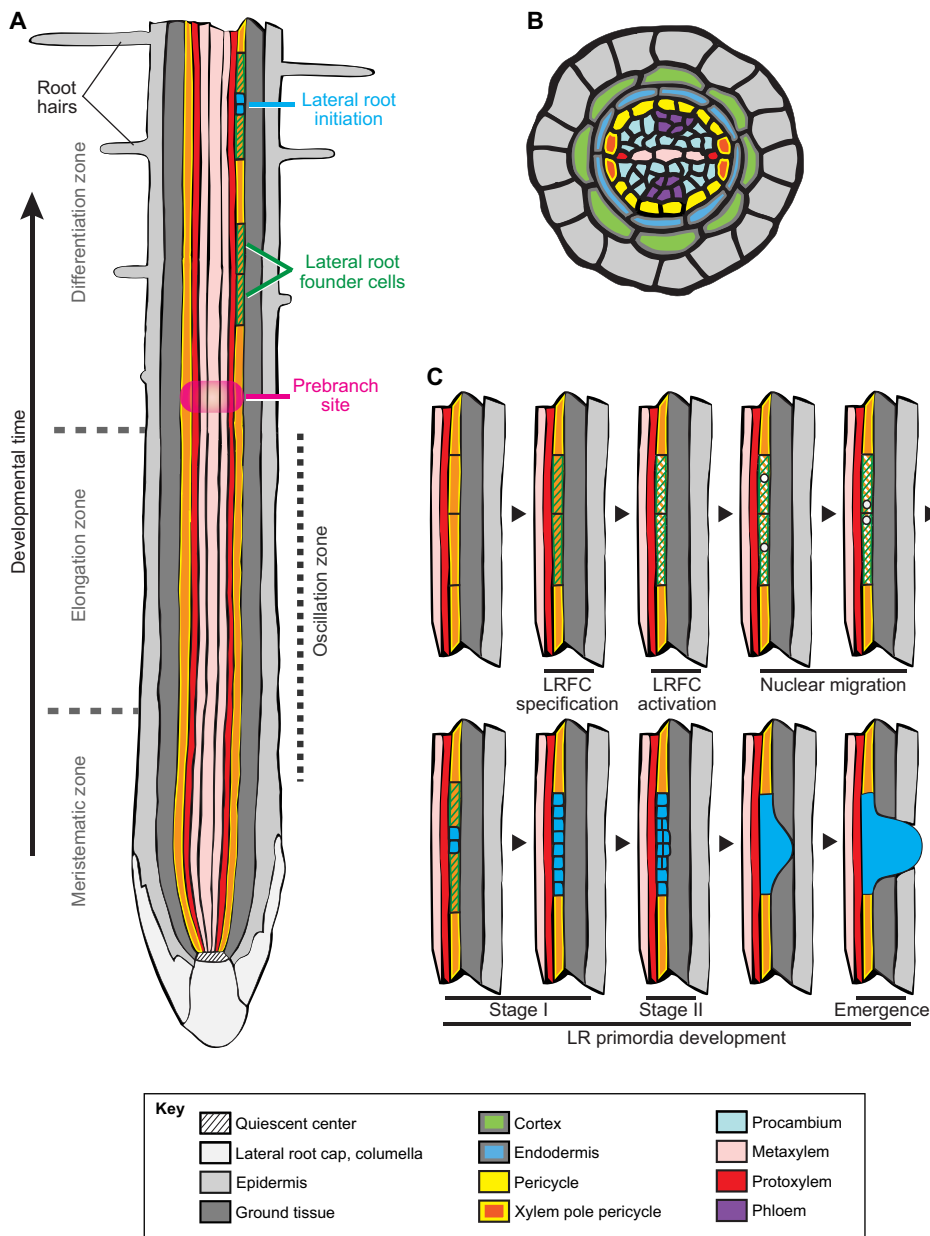 A
Root
hairs
Lateral root
initiation
Differentiation zone
Lateral root
founder cells
Prebranch
site
Developmental time
Elongation zone
Oscillation zone
Meristematic zone
B
C
LRFC
specification
LRFC
activation
Nuclear migration
Stage I
Stage II
Emergence
LR primordia development
Key
Quiescent center
Lateral root cap, columella
Epidermis
Ground tissue
Cortex
Endodermis
Pericycle
Xylem pole pericycle
Procambium
Metaxylem
Protoxylem
Phloem